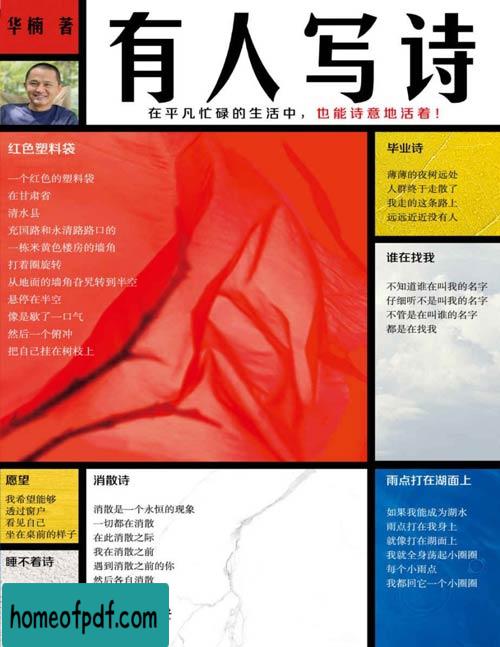 华楠 著
有人写诗
在平凡忙碌的生活中，也能诗意地活着！
红色塑料袋
一个红色的塑料袋
在甘肃省
清水县
充国路和永清路路口的
一栋米黄色楼房的墙角
打着圈旋转
从地面的墙角旮旯转到半空
悬停在半空
像是歇了一口气
然后一个俯冲
把自己挂在树枝上
毕业诗
薄薄的夜树远处
人群终于走散了
我走的这条路上
远远近近没有人
谁在找我
不知道谁在叫我的名字
仔细听不是叫我的名字
不管是在叫谁的名字
都是在找我
愿望
我希望能够
透过窗户
看见自己
坐在桌前的样子
睡不着诗
消散诗
消散是一个永恒的现象
一切都在消散
在此消散之际
我在消散之前
遇到消散之前的你
然后各自消散
雨点打在湖面上
如果我能成为湖水
雨点打在我身上
就像打在湖面上
我就全身荡起小圈圈
每个小雨点
我都回它一个小圈圈
homeofpdf.com